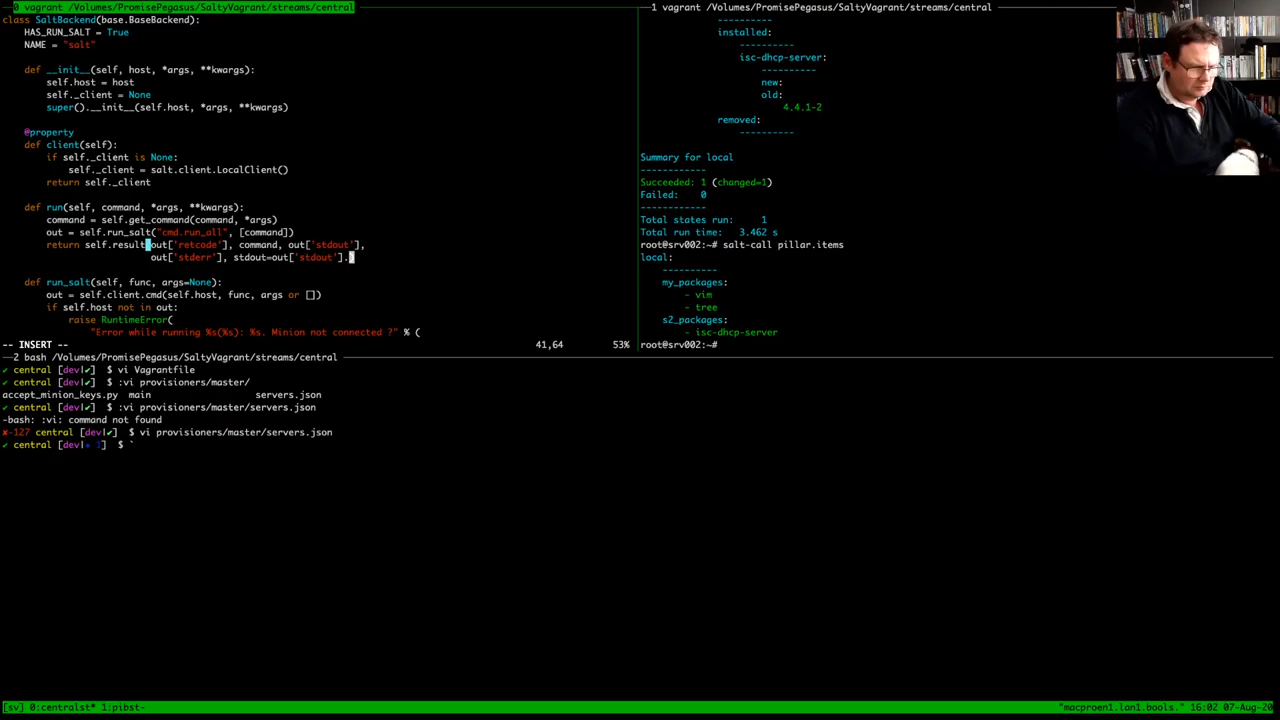 0 vagrant /Volumes/PromisePegasus/SaltyVagrant/streams/central
class SaltBackend(base.BaseBackend):
    HAS_RUN_SALT = True
    NAME = "salt"
    def __init__(self, host, *args, **kwargs):
        self.host = host
        self._client = None
        super().__init__(self.host, *args, **kwargs)
    @property
    def client(self):
        if self._client is None:
            self._client = salt.client.LocalClient()
        return self._client
    def run(self, command, *args, **kwargs):
        command = self.get_command(command, *args)
        out = self.run_salt("cmd.run_all", [command])
        return self.result out['retcode'], command, out['stdout'],
                           out['stderr'], stdout=out['stdout'].)
    def run_salt(self, func, args=None):
        out = self.client.cmd(self.host, func, args or [])
        if self.host not in out:
            raise RuntimeError(
                "Error while running %s(%s): %s. Minion not connected ?" % (
-- INSERT -- 41,64 53%
1 vagrant /Volumes/PromisePegasus/SaltyVagrant/streams/central
----------
installed:
----------
isc-dhcp-server:
----------
new:
old:
4.4.1-2
removed:
----------
Summary for local
------------
Succeeded: 1 (changed=1)
Failed: 0
------------
Total states run: 1
Total run time: 3.462 s
root@srv002:~# salt-call pillar.items
local:
----------
my_packages:
- vim
- tree
s2_packages:
- isc-dhcp-server
root@srv002:~#
2 bash /Volumes/PromisePegasus/SaltyVagrant/streams/central
✔ central [dev|✔] $ vi Vagrantfile
✔ central [dev|✔] $ :vi provisioners/master/
accept_minion_keys.py main servers.json
✔ central [dev|✔] $ :vi provisioners/master/servers.json
-bash: :vi: command not found
✘-127 central [dev|✔] $ vi provisioners/master/servers.json
✔ central [dev|✚ 1] $ `
[sv] 0:centralst* 1:pibst- "macproen1.lan1.bools." 16:02 07-Aug-20